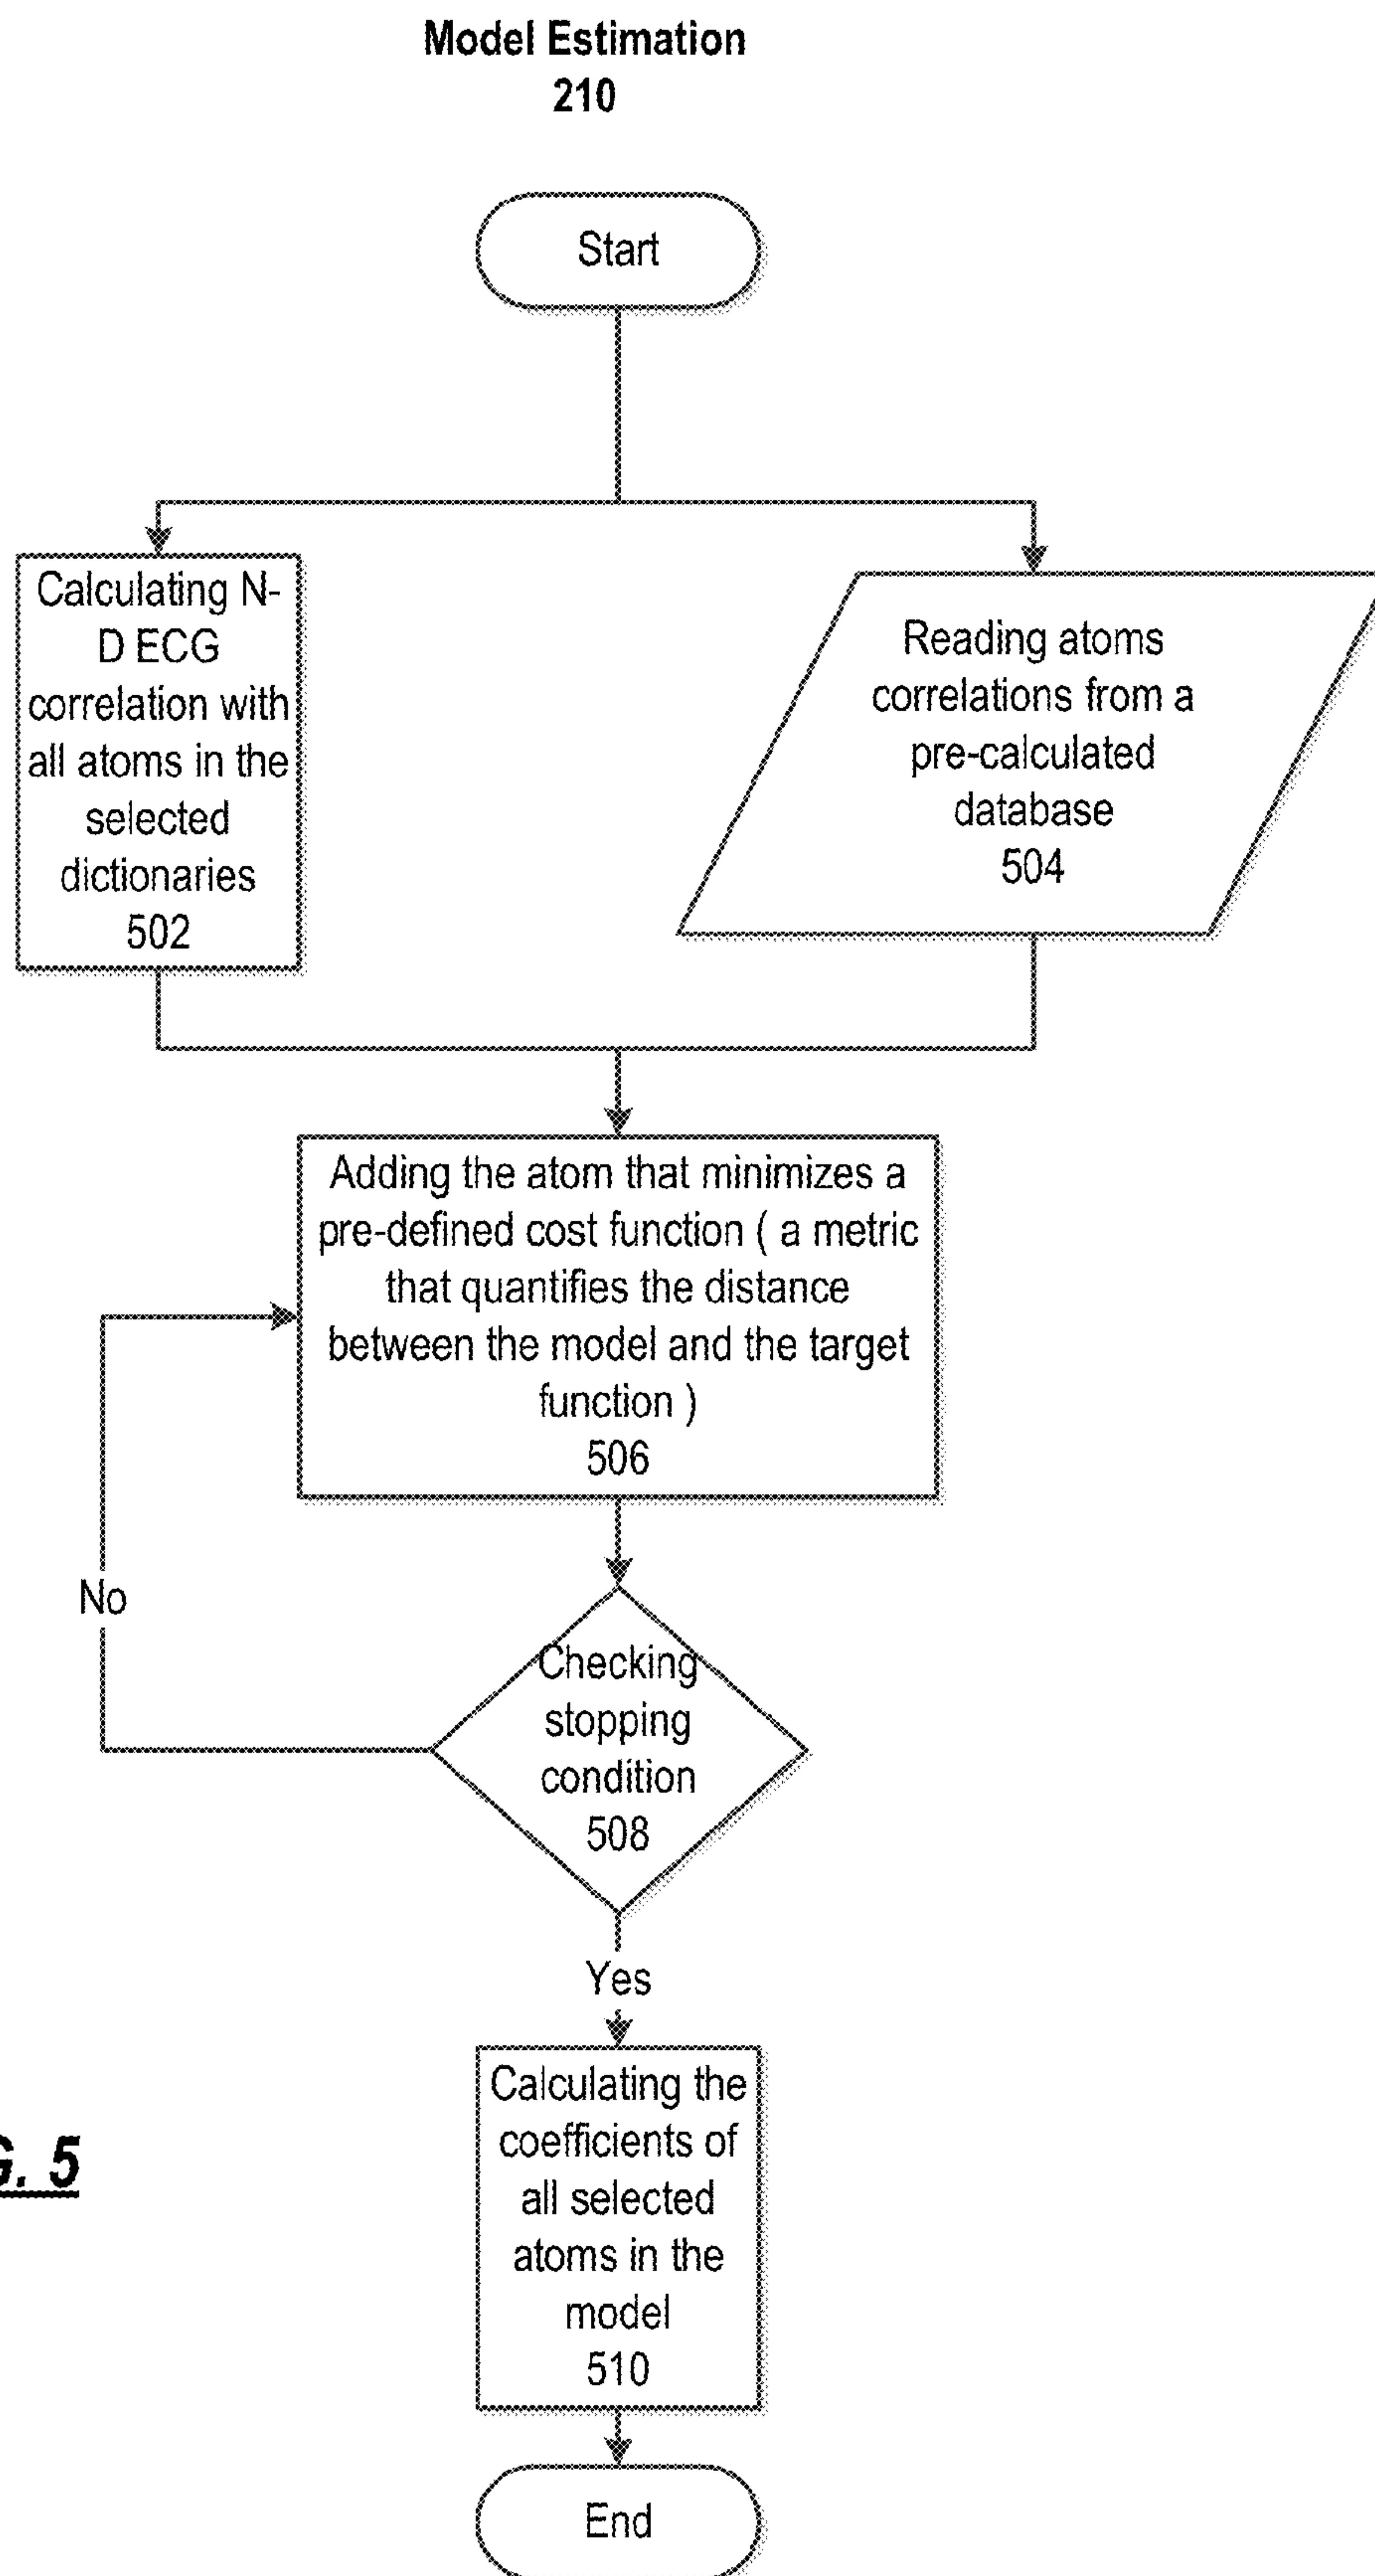 Model Estimation
210
Start
Calculating N-
D ECG
correlation with
all atoms in the
selected
dictionaries
502
Reading atoms
correlations from a
pre-calculated
database
504
Adding the atom that minimizes a
pre-defined cost function ( a metric
that quantifies the distance
between the model and the target
function )
506
No
Checking
stopping
condition
508
Yes
Calculating the
coefficients of
all selected
atoms in the
model
510
G. 5
End